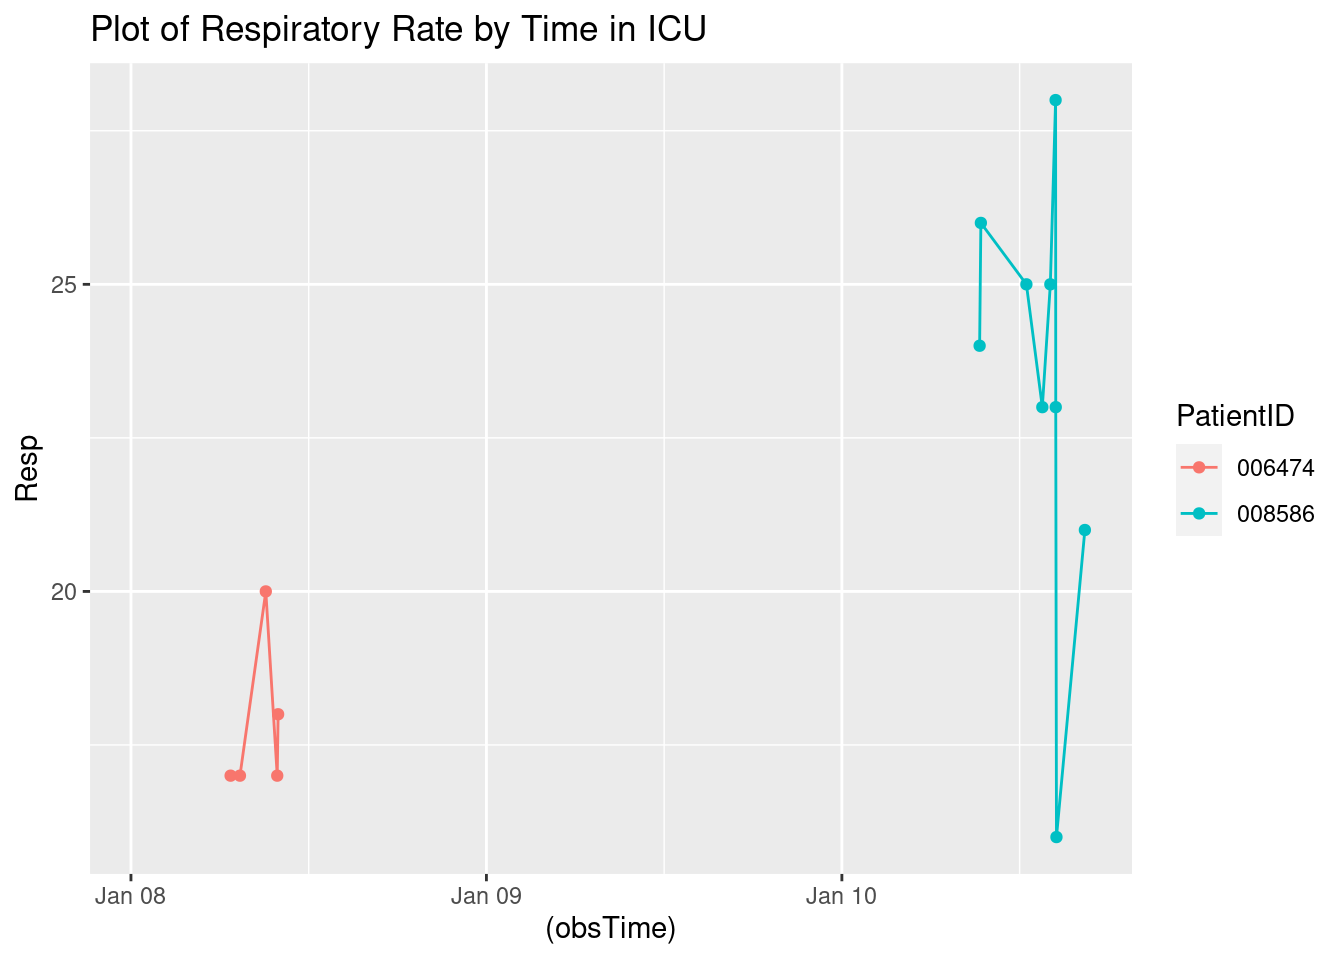 Plot of Respiratory Rate by Time in ICU
Resp
25
20
Jan 08
Jan 09
Jan 10
(obsTime)
PatientID
006474
008586